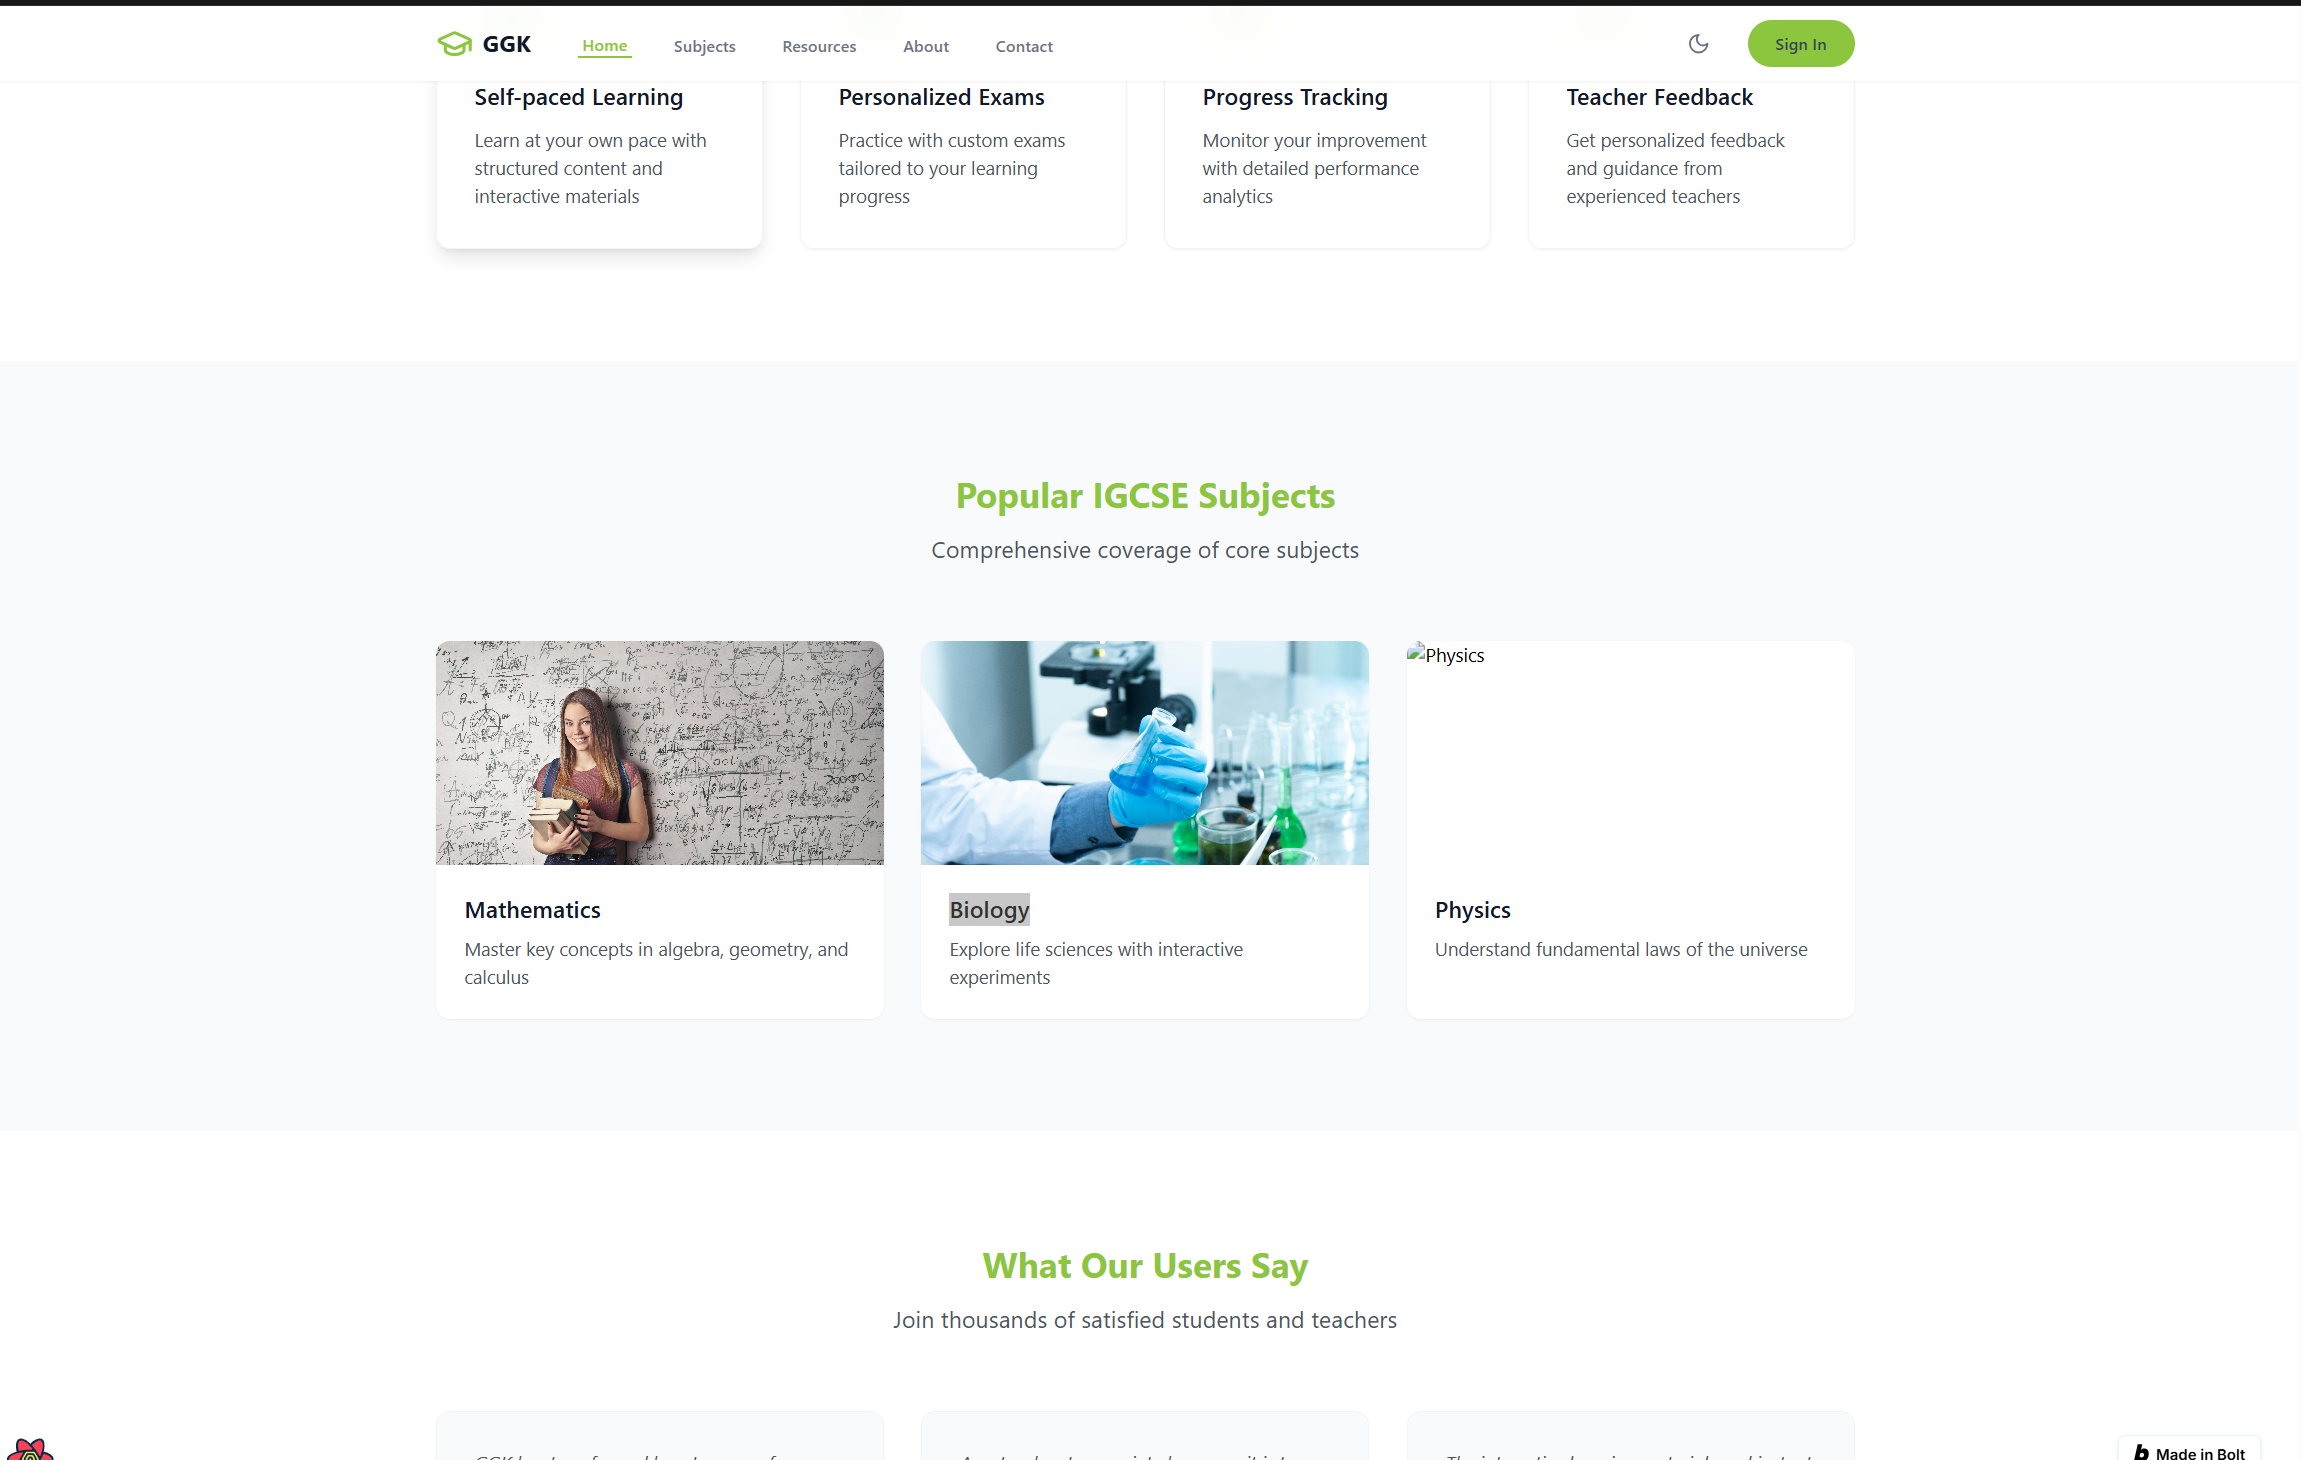 GGK
Home
Subjects
Resources
About
Contact
Sign In
Self-paced Learning
Learn at your own pace with
structured content and
interactive materials
Personalized Exams
Practice with custom exams
tailored to your learning
progress
Progress Tracking
Monitor your improvement
with detailed performance
analytics
Teacher Feedback
Get personalized feedback
and guidance from
experienced teachers
Popular IGCSE Subjects
Comprehensive coverage of core subjects
Physics
Mathematics
Master key concepts in algebra, geometry, and
calculus
Biology
Explore life sciences with interactive
experiments
Physics
Understand fundamental laws of the universe
What Our Users Say
Join thousands of satisfied students and teachers
b Made in Bolt